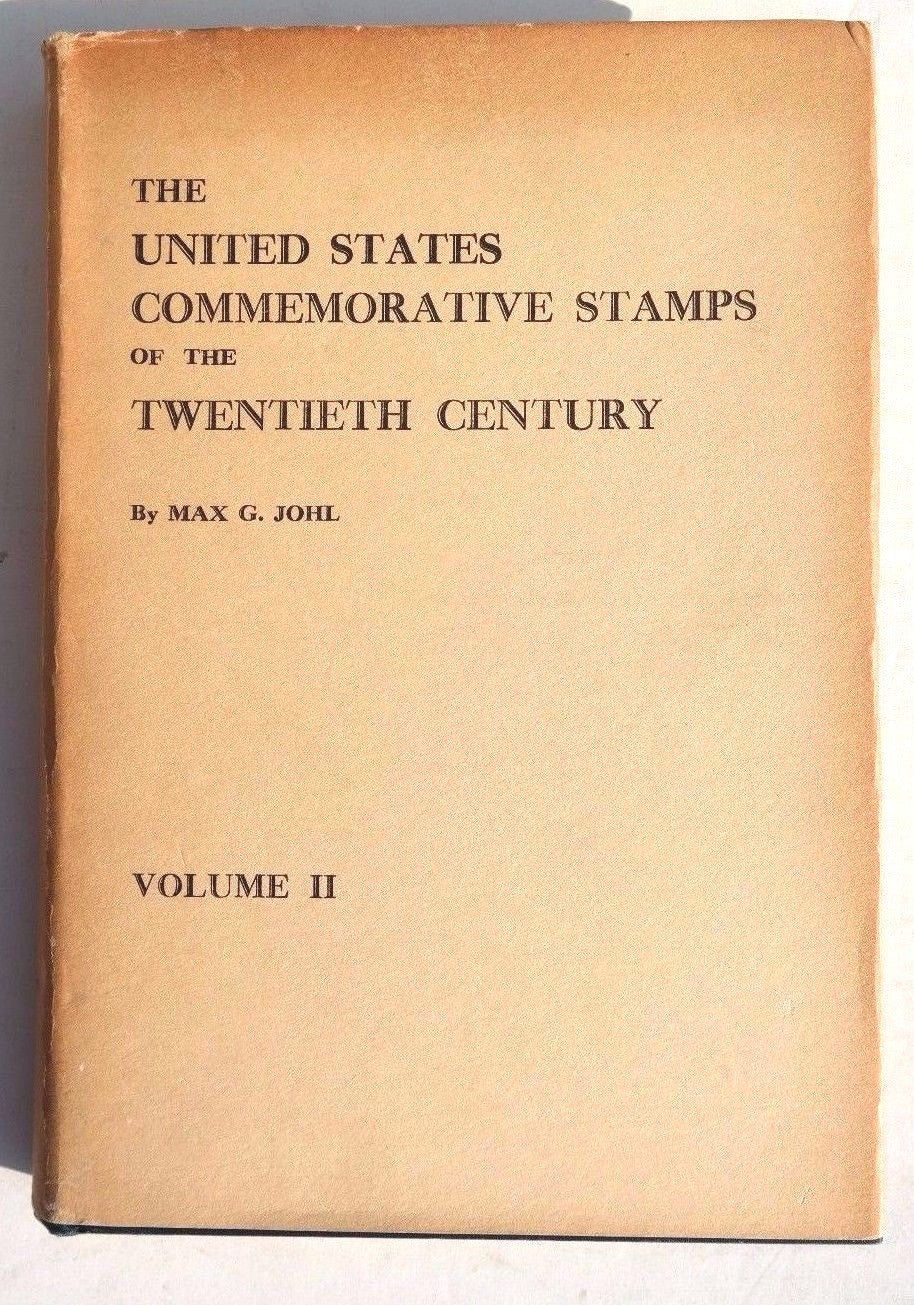 THE
UNITED STATES
COMMEMORATIVE STAMPS
OF THE
TWENTIETH CENTURY
By MAX G. JOHL
VOLUME II